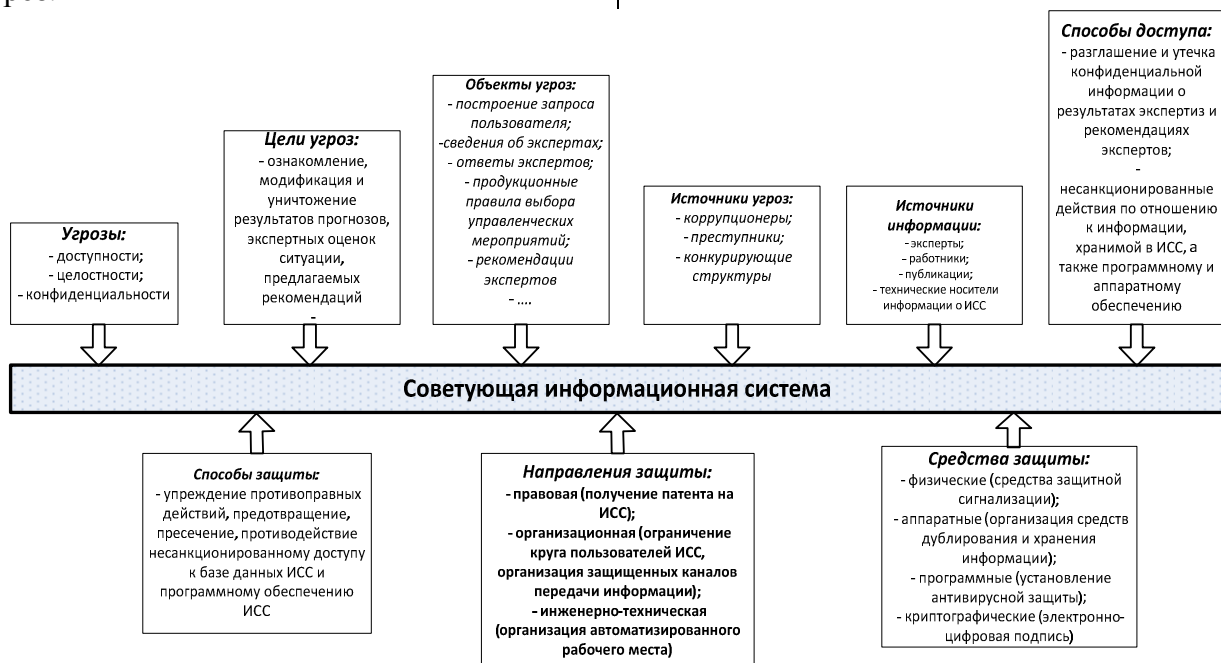 Угрозы:
- доступности;
- целостности;
- конфиденциальности
Цели угроз:
- ознакомление,
модификация и
уничтожение
результатов прогнозов,
экспертных оценок
ситуации,
предлагаемых
рекомендаций
-
Объекты угроз:
- построение запроса
пользователя;
-сведения об экспертах;
- ответы экспертов;
- продукционные
правила выбора
управленческих
мероприятий;
- рекомендации
экспертов
- ....
Источники угроз:
- коррупционеры;
- преступники;
- конкурирующие
структуры
Источники
информации:
- эксперты;
- работники;
- публикации;
- технические носители
информации о ИСС
Способы доступа:
- разглашение и утечка
конфиденциальной
информации о
результатах экспертиз и
рекомендациях
экспертов;
-
несанкционированные
действия по отношению
к информации,
хранимой в ИСС, а
также программному и
аппаратному
обеспечению
Советующая информационная система
Способы защиты:
- упреждение противоправных
действий, предотвращение,
пресечение, противодействие
несанкционированному доступу
к базе данных ИСС и
программному обеспечению
ИСС
Направления защиты:
- правовая (получение патента на
ИСС);
- организационная (ограничение
круга пользователей ИСС,
организация защищенных каналов
передачи информации);
- инженерно-техническая
(организация автоматизированного
рабочего места)
Средства защиты:
- физические (средства защитной
сигнализации);
- аппаратные (организация средств
дублирования и хранения
информации);
- программные (установление
антивирусной защиты);
- криптографические (электронно-
цифровая подпись)